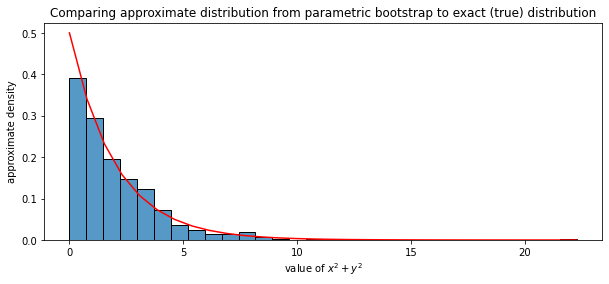 Comparing approximate distribution from parametric bootstrap to exact (true) distribution
approximate density
0.5
0.4
0.3
0.2
0.1
0.0
0 5 10 15 20
value of x² + y²